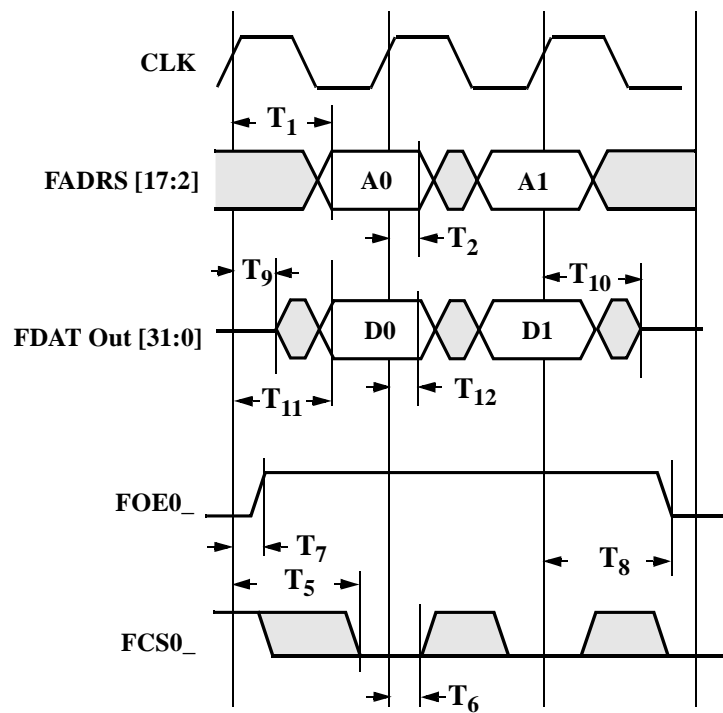 CLK
T1
FADRS [17:2] A0 A1
T2
T9 T10
FDAT Out [31:0] D0 D1
T11 T12
FOE0_
T7 T8
T5
FCS0_
T6